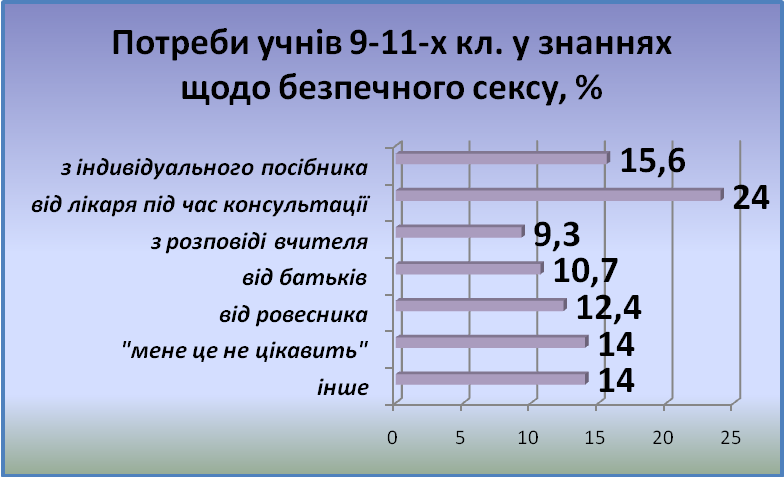 Потреби учнів 9-11-х кл. у знаннях
щодо безпечного сексу, %
з індивідуального посібника 15,6
від лікаря під час консультації 24
з розповіді вчителя 9,3
від батьків 10,7
від ровесника 12,4
"мене це не цікавить" 14
інше 14
0 5 10 15 20 25